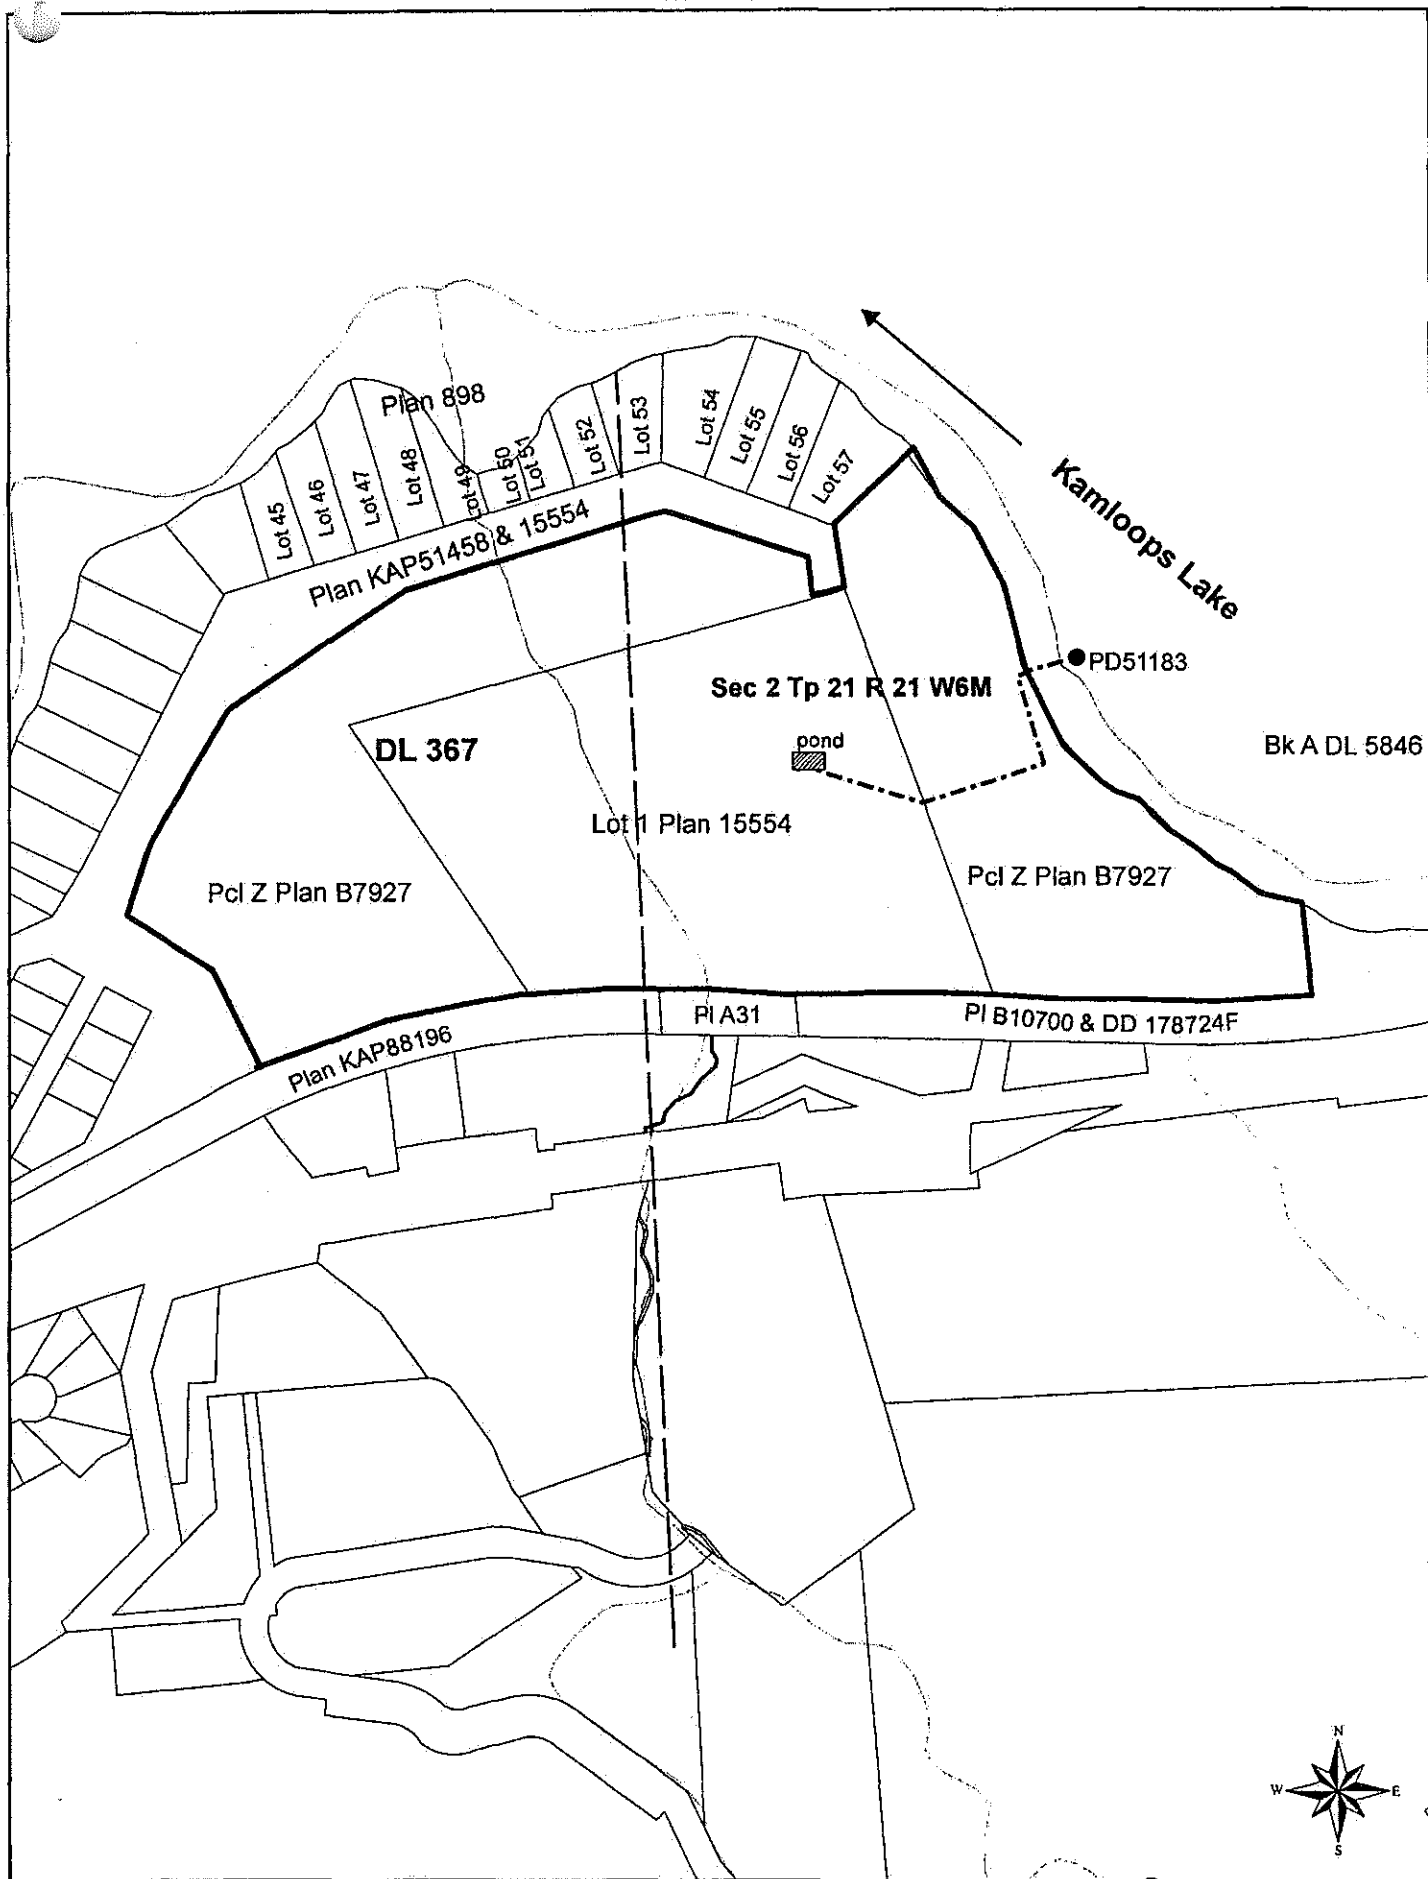 Plan 898
Lot 45
Lot 46
Lot 47
Lot 48
Lot 49
Lot 50
Lot 51
Lot 52
Lot 53
Lot 54
Lot 55
Lot 56
Lot 57
Plan KAP51458 & 15554
Kamloops Lake
PD51183
Sec 2 Tp 21 R 21 W6M
DL 367
pond
Bk A DL 5846
Lot 1 Plan 15554
Pcl Z Plan B7927
Pcl Z Plan B7927
Pl A31
Pl B10700 & DD 178724F
Plan KAP88196
N
W
E
S